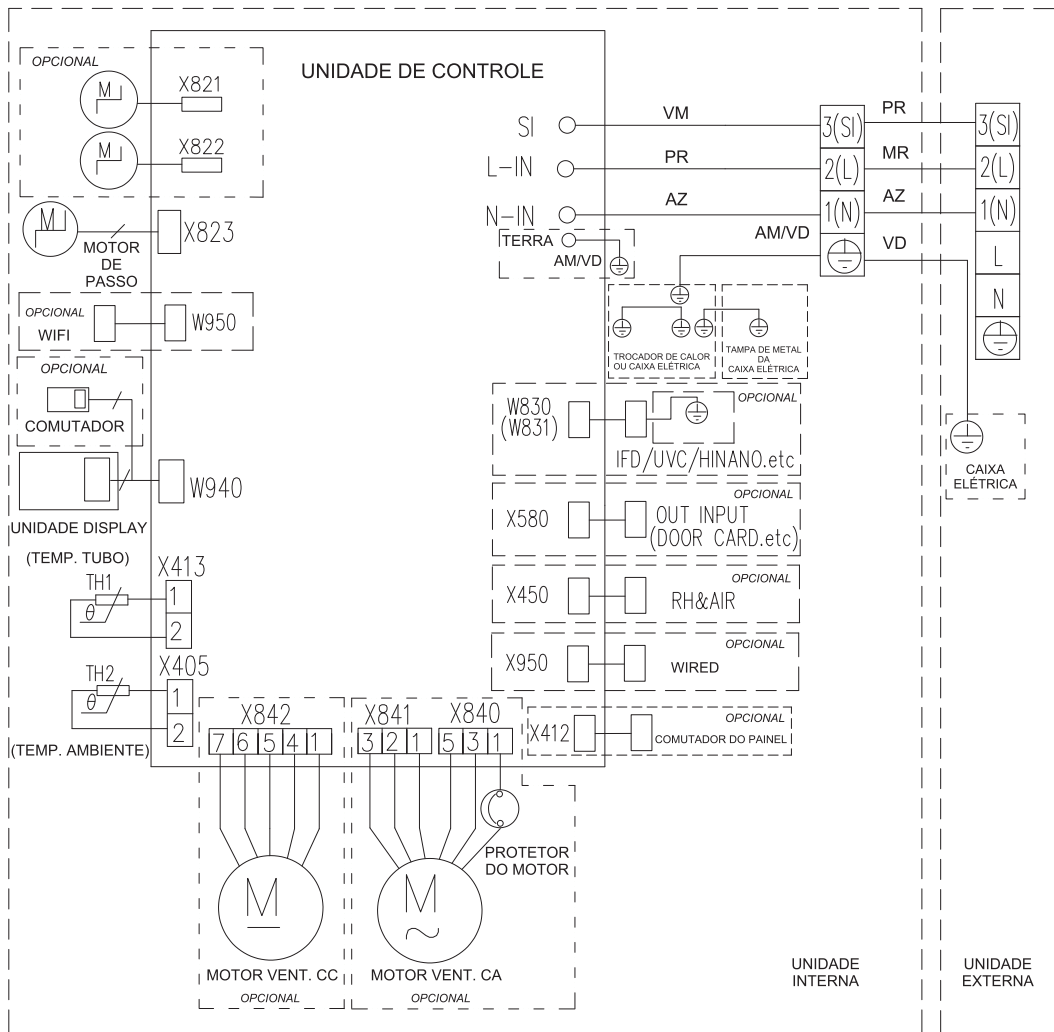 OPCIONAL
M
X821
M
X822
UNIDADE DE CONTROLE
M
X823
MOTOR
DE
PASSO
OPCIONAL
WIFI
W950
OPCIONAL
COMUTADOR
W940
UNIDADE DISPLAY
(TEMP. TUBO)
TH1
θ
X413
1
2
TH2
θ
X405
1
2
(TEMP. AMBIENTE)
SI
VM
3(SI)
PR
3(SI)
L-IN
PR
2(L)
MR
2(L)
N-IN
AZ
1(N)
AZ
1(N)
TERRA
AM/VD
AM/VD
VD
L
N
TROCADOR DE CALOR
OU CAIXA ELÉTRICA
TAMPA DE METAL
DA
CAIXA ELÉTRICA
CAIXA
ELÉTRICA
OPCIONAL
W830
(W831)
IFD/UVC/HINANO.etc
OPCIONAL
X580
OUT INPUT
(DOOR CARD.etc)
OPCIONAL
X450
RH&AIR
OPCIONAL
X950
WIRED
OPCIONAL
X412
COMUTADOR DO PAINEL
X842
7 6 5 4 1
M
MOTOR VENT. CC
OPCIONAL
X841
3 2 1
X840
5 3 1
PROTETOR
DO MOTOR
M
~
MOTOR VENT. CA
OPCIONAL
UNIDADE
INTERNA
UNIDADE
EXTERNA